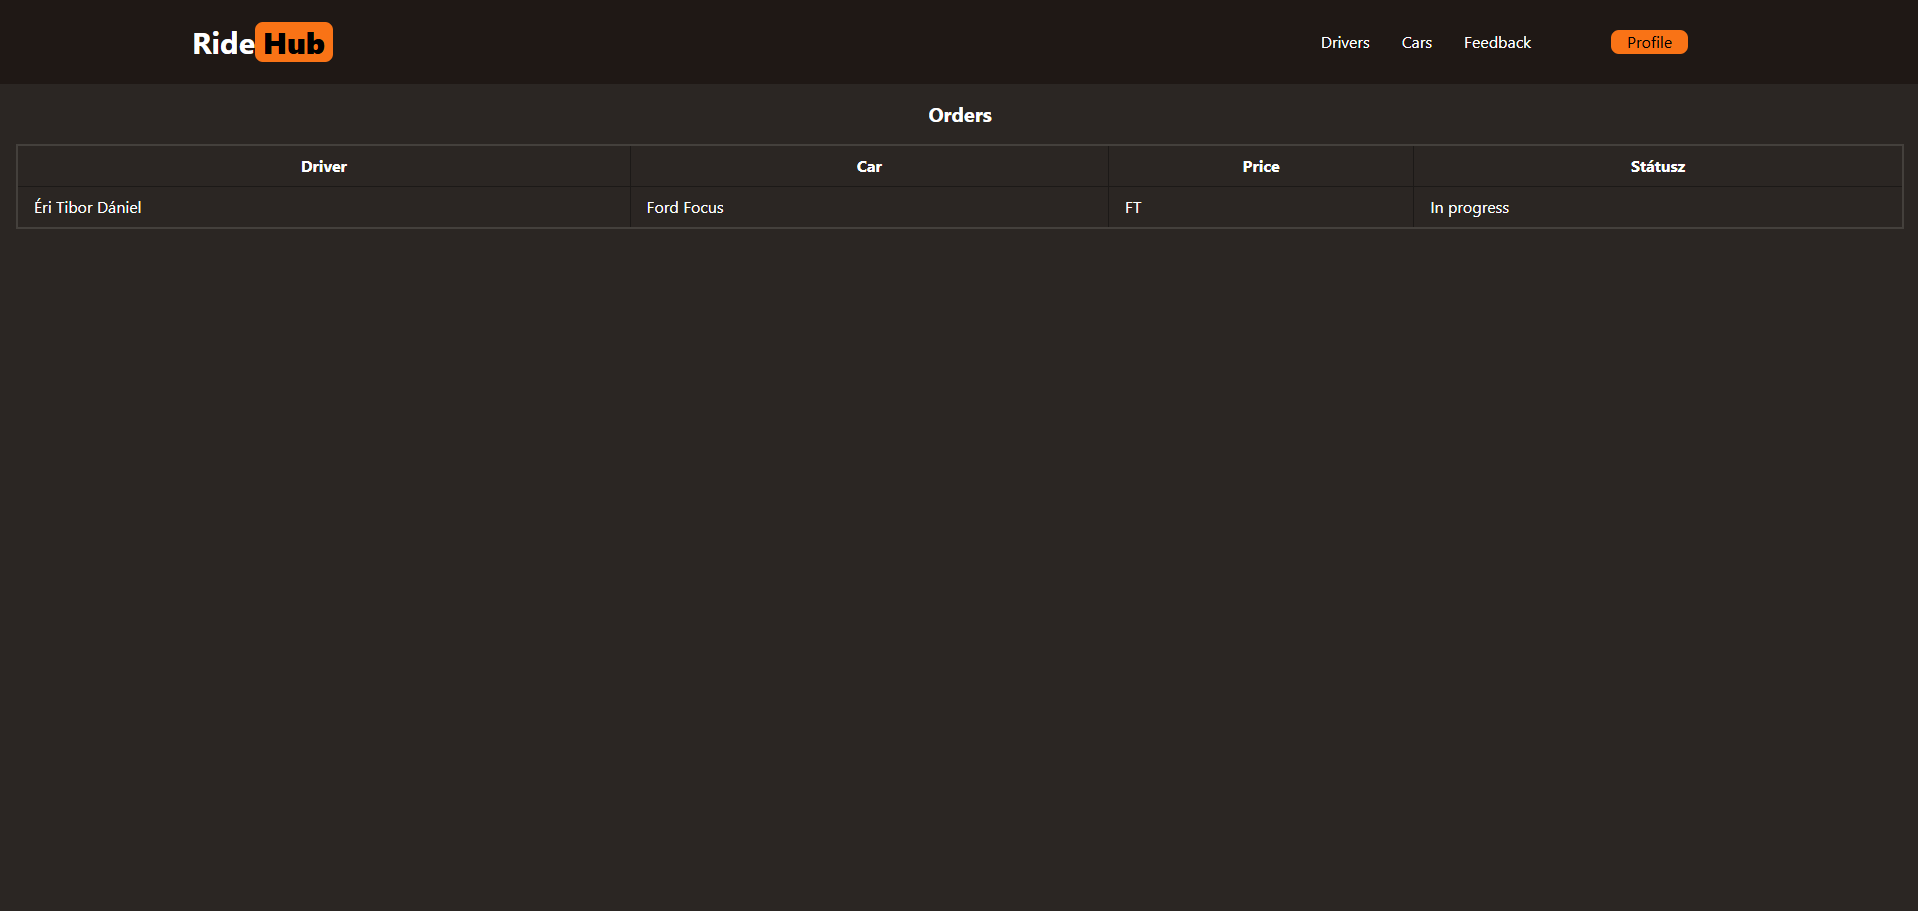 Ride Hub Drivers Cars Feedback Profile
Orders
Driver Car Price Státusz
Éri Tibor Dániel Ford Focus FT In progress